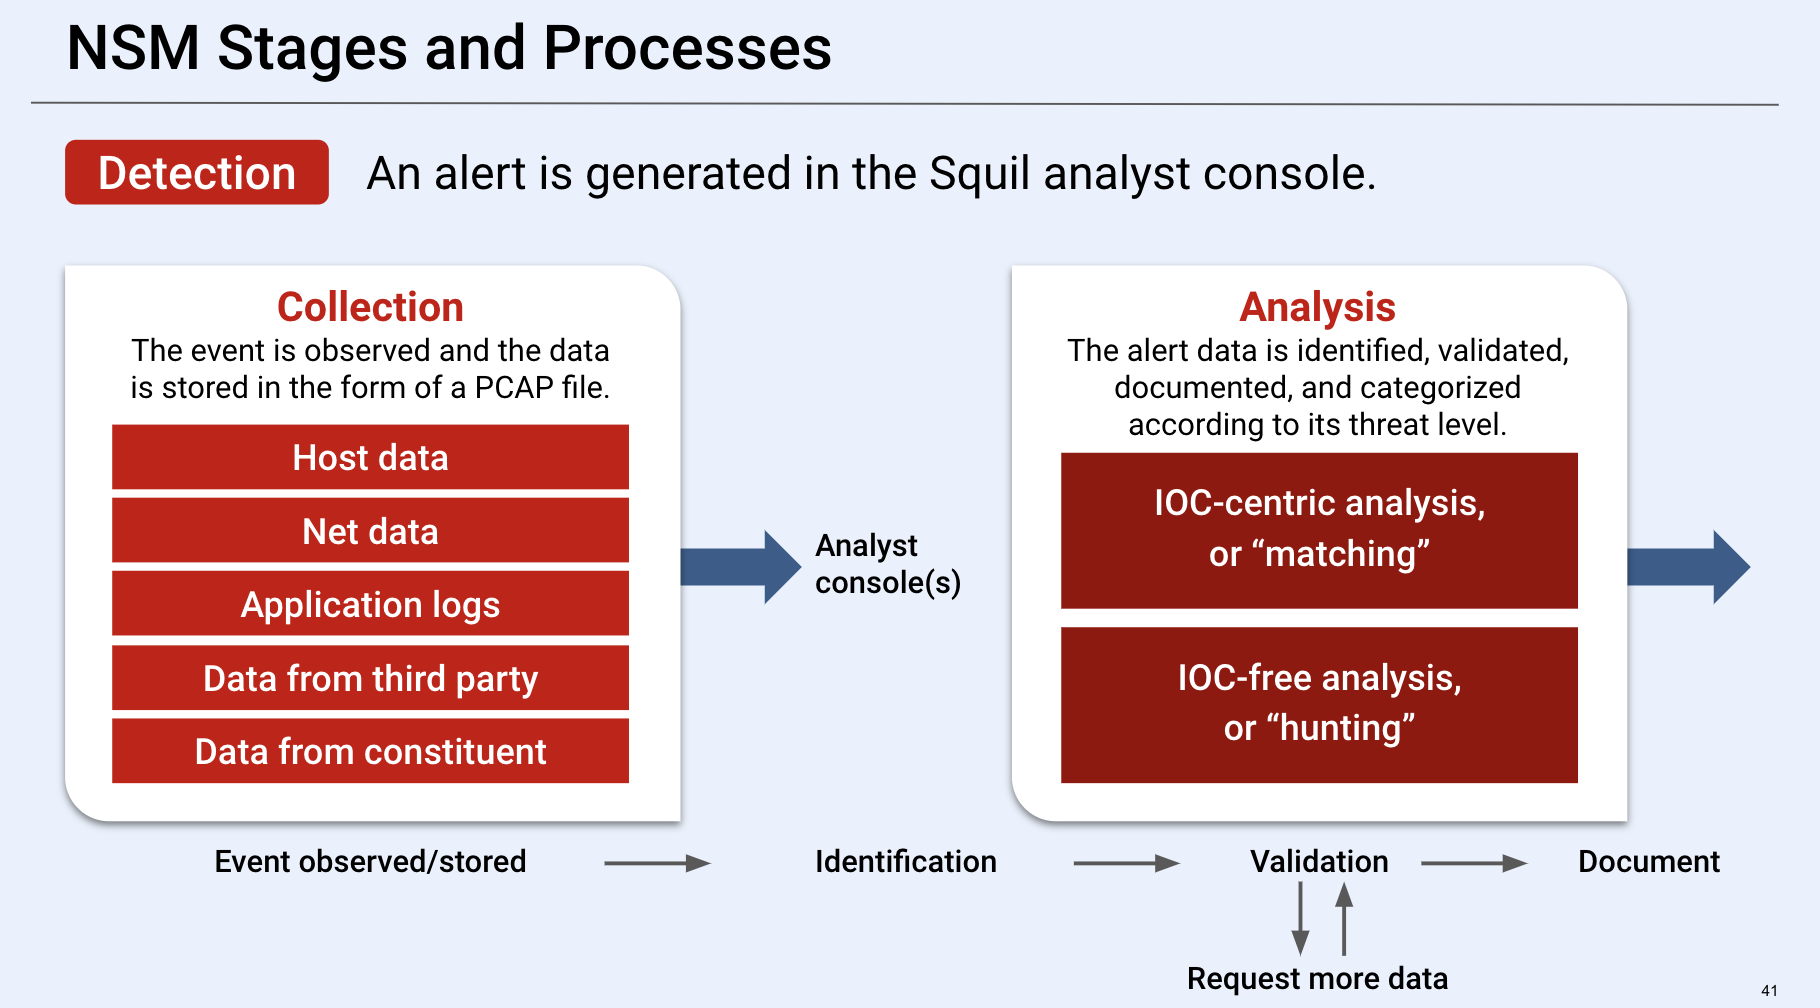 NSM Stages and Processes
Detection
An alert is generated in the Squil analyst console.
Collection
The event is observed and the data
is stored in the form of a PCAP file.
Host data
Net data
Application logs
Data from third party
Data from constituent
Analyst
console(s)
Analysis
The alert data is identified, validated,
documented, and categorized
according to its threat level.
IOC-centric analysis,
or “matching”
IOC-free analysis,
or “hunting”
Event observed/stored
Identification
Validation
Document
Request more data
41